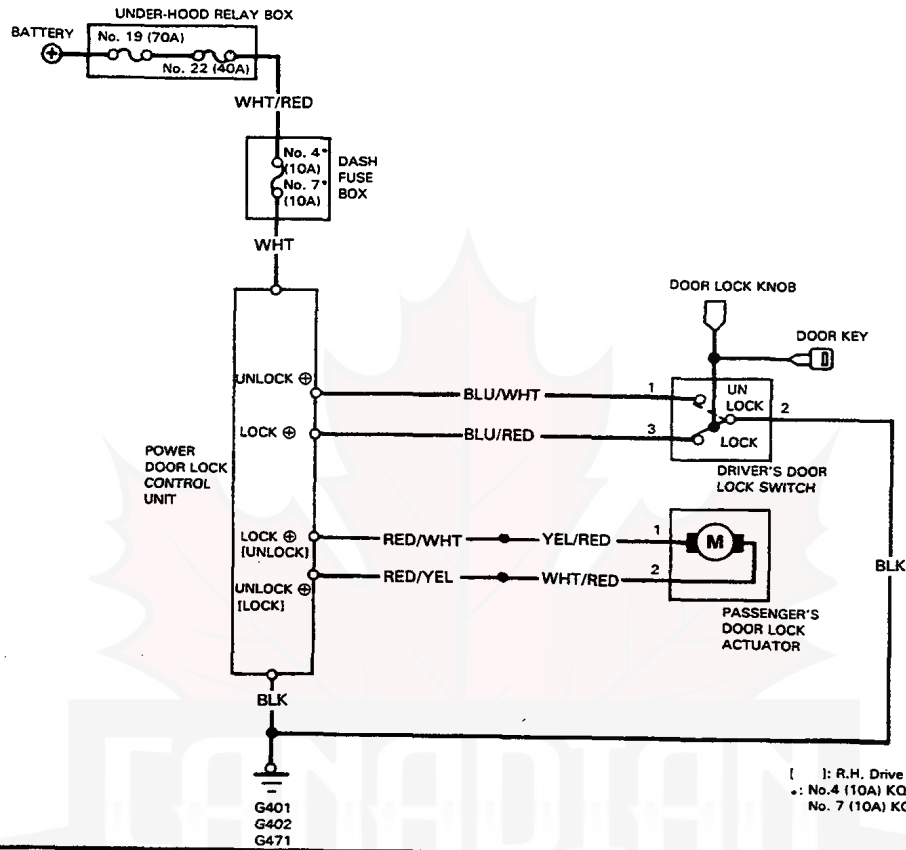 UNDER-HOOD RELAY BOX
BATTERY
No. 19 (70A)
No. 22 (40A)
WHT/RED
No. 4*
(10A)
No. 7*
(10A)
DASH
FUSE
BOX
WHT
DOOR LOCK KNOB
DOOR KEY
UNLOCK ⊕
BLU/WHT
1
UN
LOCK
2
LOCK ⊕
BLU/RED
3
LOCK
DRIVER'S DOOR
LOCK SWITCH
POWER
DOOR LOCK
CONTROL
UNIT
LOCK ⊕
[UNLOCK]
RED/WHT
YEL/RED
1
M
UNLOCK ⊕
[LOCK]
RED/YEL
WHT/RED
2
BLK
PASSENGER'S
DOOR LOCK
ACTUATOR
BLK
G401
G402
G471
[ ]: R.H. Drive
*: No.4 (10A) KQ
No. 7 (10A)
CANADIAN